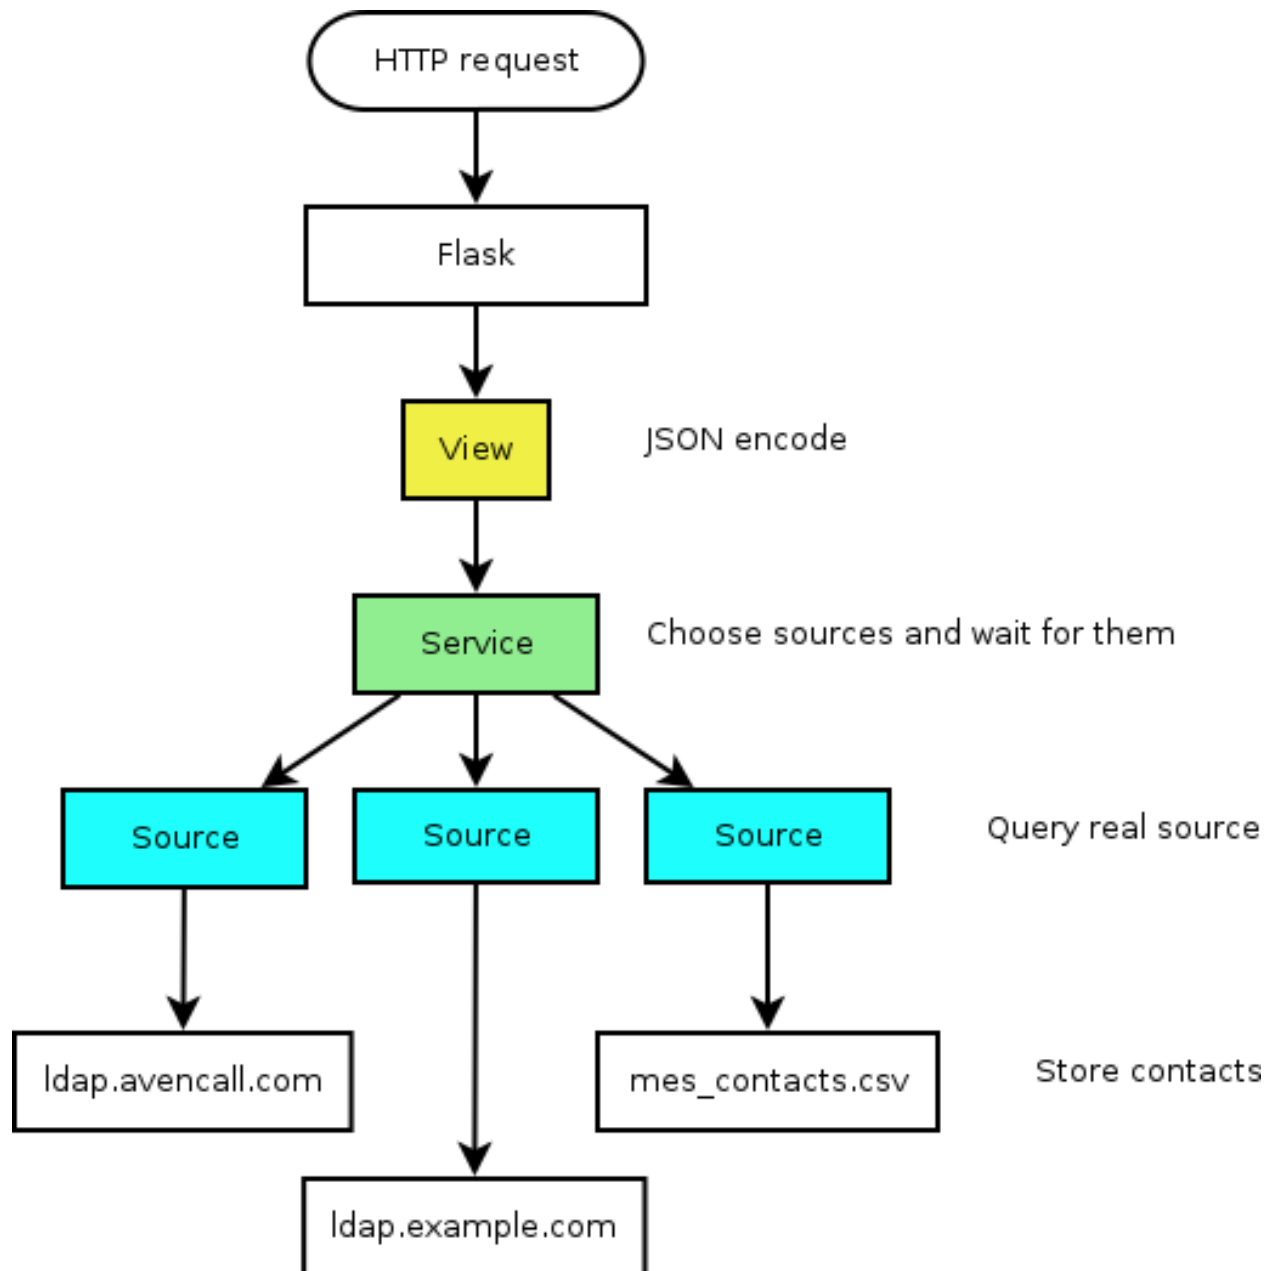 HTTP request
Flask
View
JSON encode
Service
Choose sources and wait for them
Source
Source
Source
Query real source
ldap.avencall.com
mes_contacts.csv
Store contacts
ldap.example.com